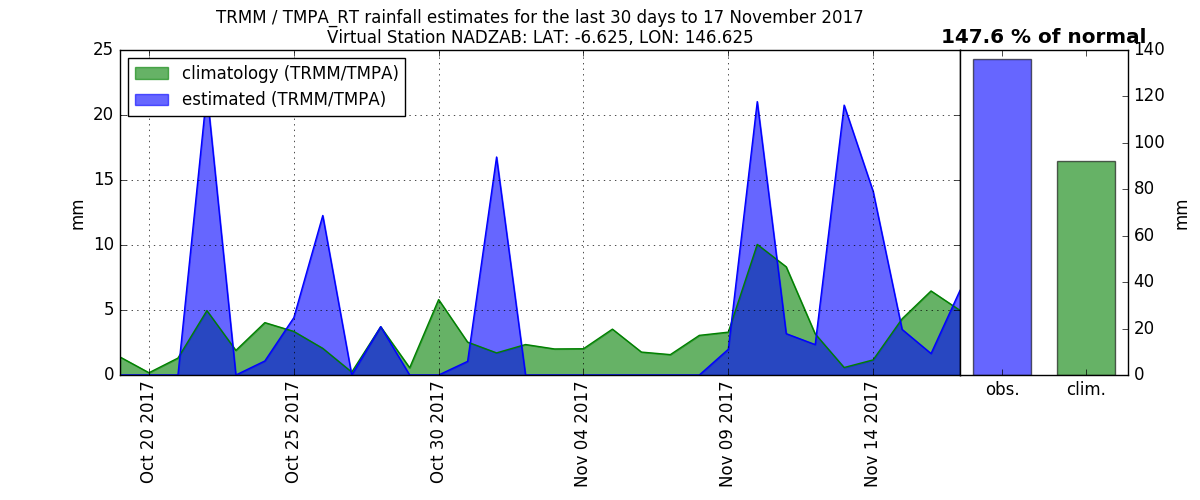 TRMM / TMPA_RT rainfall estimates for the last 30 days to 17 November 2017
Virtual Station NADZAB: LAT: -6.625, LON: 146.625
147.6 % of normal
climatology (TRMM/TMPA)
estimated (TRMM/TMPA)
25
20
15
10
5
0
mm
Oct 20 2017
Oct 25 2017
Oct 30 2017
Nov 04 2017
Nov 09 2017
Nov 14 2017
obs.
clim.
140
120
100
80
60
40
20
0
mm